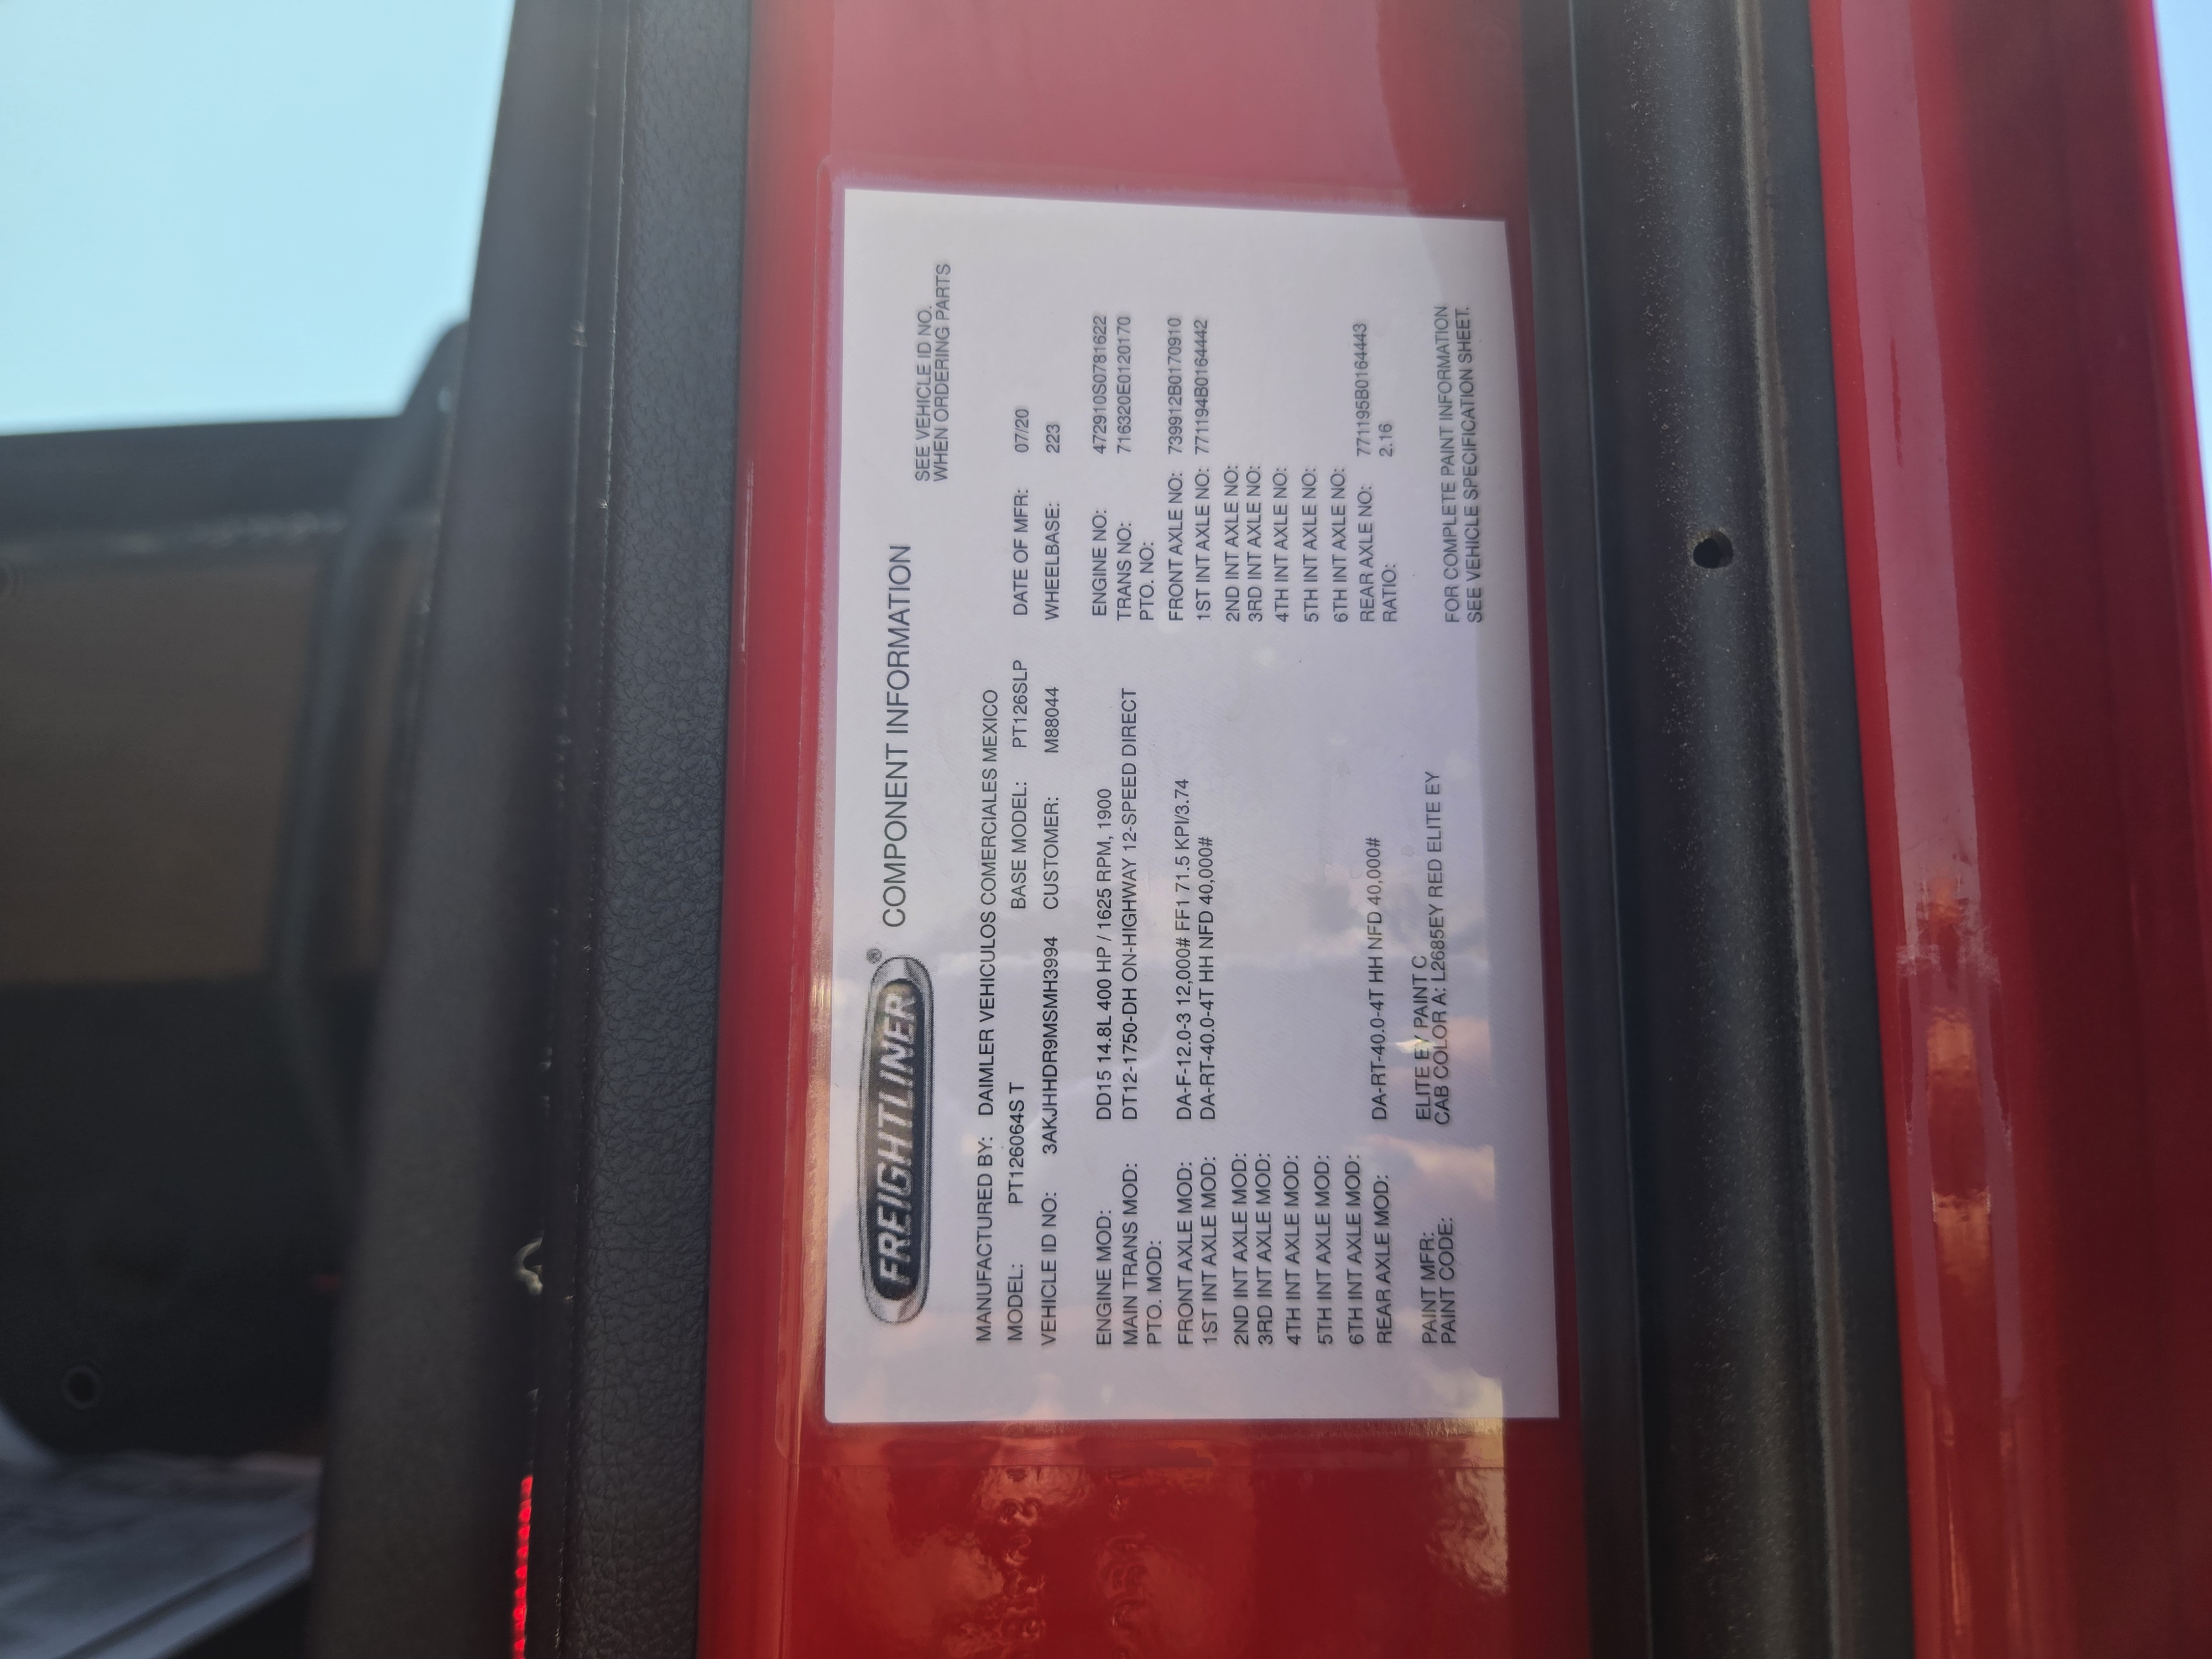 FREIGHTLINER® COMPONENT INFORMATION
SEE VEHICLE ID NO.
WHEN ORDERING PARTS
MANUFACTURED BY: DAIMLER VEHICULOS COMERCIALES MEXICO
MODEL: PT126064S T BASE MODEL: PT126SLP DATE OF MFR: 07/20
VEHICLE ID NO: 3AKJHHDR9MSMH3994 CUSTOMER: M88044 WHEELBASE: 223
ENGINE MOD: DD15 14.8L 400 HP / 1625 RPM, 1900 ENGINE NO: 472910S0781622
MAIN TRANS MOD: DT12-1750-DH ON-HIGHWAY 12-SPEED DIRECT TRANS NO: 716320E0120170
PTO. MOD: PTO. NO:
FRONT AXLE MOD: DA-F-12.0-3 12,000# FF1 71.5 KPI/3.74 FRONT AXLE NO: 739912B0170910
1ST INT AXLE MOD: DA-RT-40.0-4T HH NFD 40,000# 1ST INT AXLE NO: 771194B0164442
2ND INT AXLE MOD: 2ND INT AXLE NO:
3RD INT AXLE MOD: 3RD INT AXLE NO:
4TH INT AXLE MOD: 4TH INT AXLE NO:
5TH INT AXLE MOD: 5TH INT AXLE NO:
6TH INT AXLE MOD: 6TH INT AXLE NO:
REAR AXLE MOD: DA-RT-40.0-4T HH NFD 40,000# REAR AXLE NO: 771195B0164443
RATIO: 2.16
PAINT MFR: ELITE EY PAINT C
PAINT CODE: CAB COLOR A: L2685EY RED ELITE EY
FOR COMPLETE PAINT INFORMATION
SEE VEHICLE SPECIFICATION SHEET.